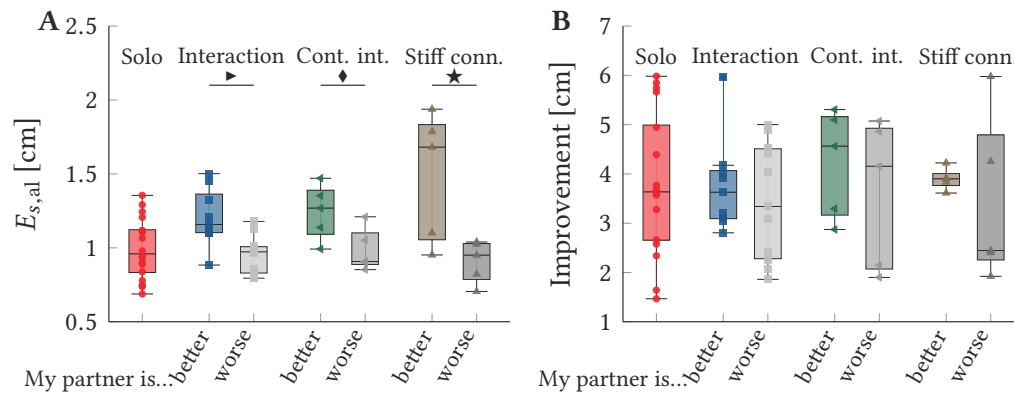 A
B
2.5
2
1.5
1
0.5
E_{s,al} [cm]
Solo
Interaction
Cont. int.
Stiff conn.
better
worse
better
worse
better
worse
My partner is...
7
6
5
4
3
2
1
Improvement [cm]
Solo
Interaction
Cont. int.
Stiff conn.
better
worse
better
worse
better
worse
My partner is...